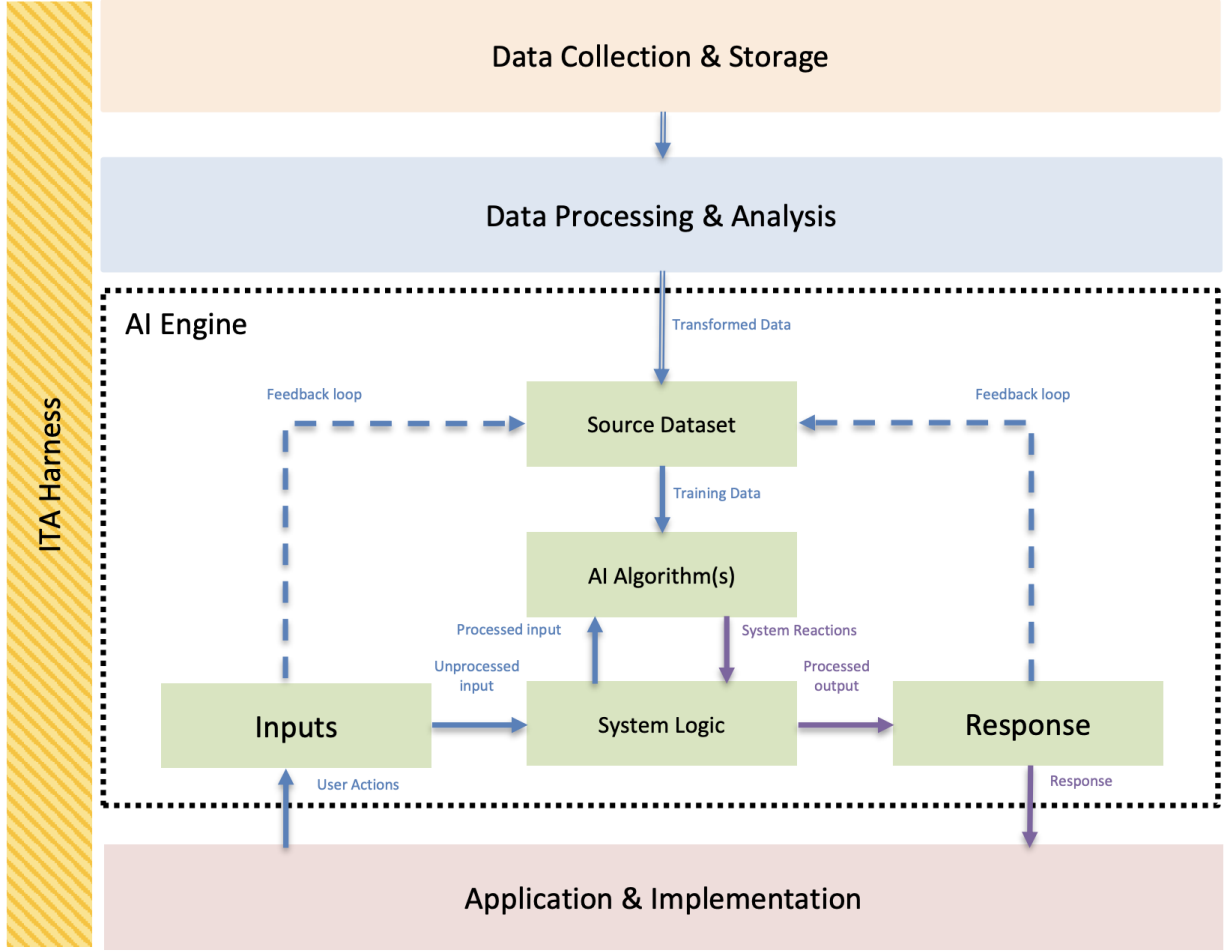 Data Collection & Storage
Data Processing & Analysis
AI Engine
Transformed Data
Feedback loop
Feedback loop
Source Dataset
Training Data
ITA Harness
AI Algorithm(s)
Processed input
System Reactions
Unprocessed
input
Processed
output
Inputs
System Logic
Response
User Actions
Response
Application & Implementation